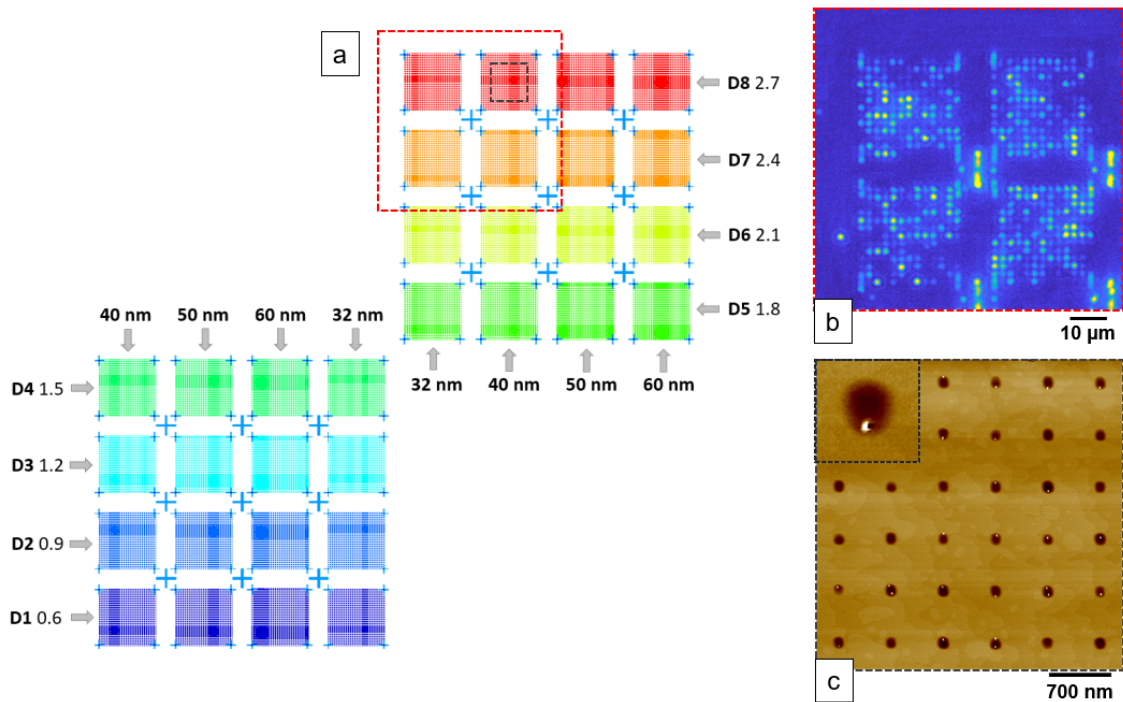 a
D8 2.7
D7 2.4
D6 2.1
D5 1.8
32 nm 40 nm 50 nm 60 nm
40 nm 50 nm 60 nm 32 nm
D4 1.5
D3 1.2
D2 0.9
D1 0.6
b
10 µm
c
700 nm